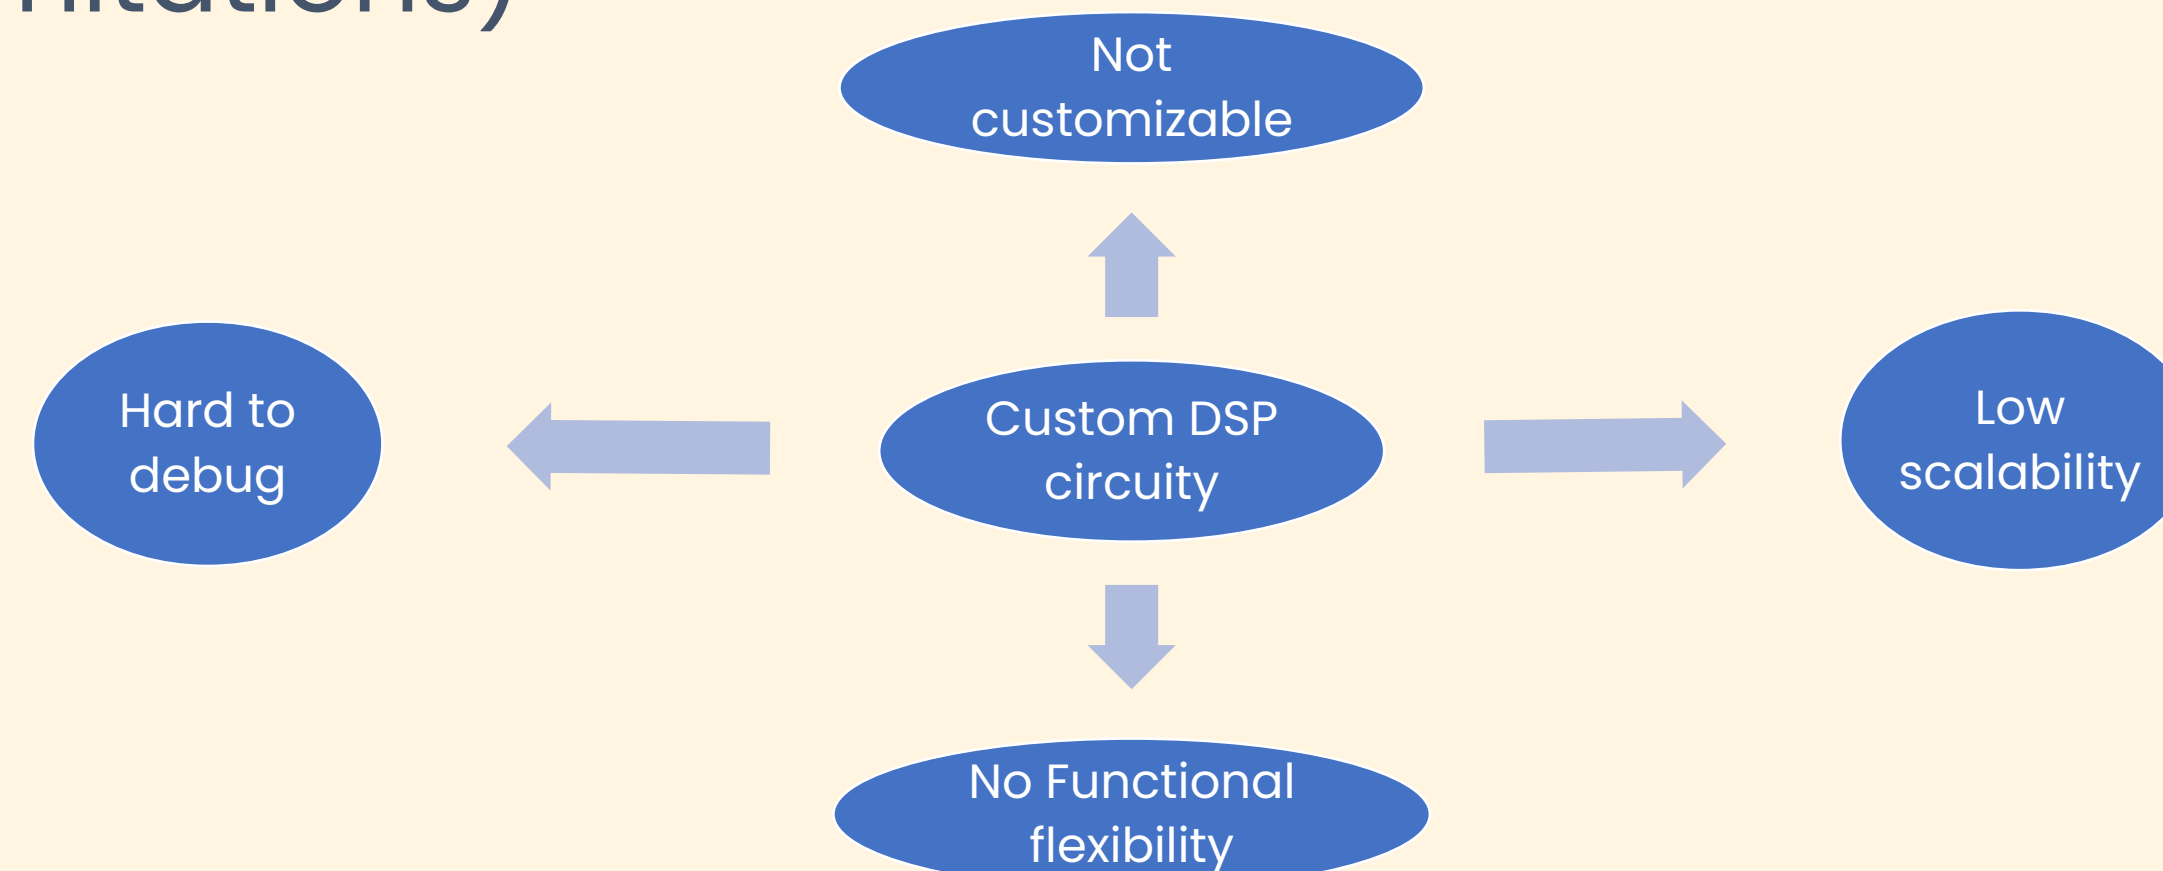 Not
customizable
Hard to
debug
Custom DSP
circuity
Low
scalability
No Functional
flexibility